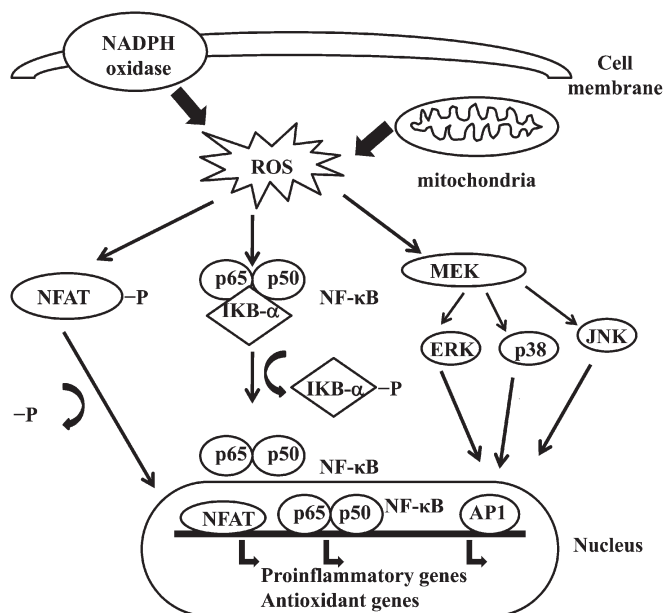 NADPH
oxidase
Cell
membrane
ROS
mitochondria
NFAT
–P
p65
p50
IKB-α
NF-κB
MEK
ERK
p38
JNK
–P
IKB-α
–P
p65
p50
NF-κB
NFAT
p65
p50
NF-κB
AP1
Nucleus
Proinflammatory genes
Antioxidant genes